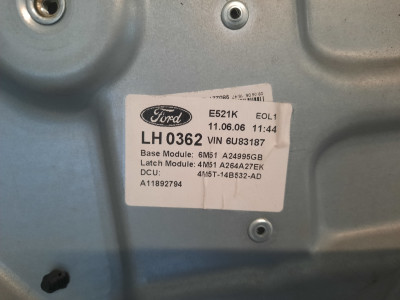 Ford E521K EOL1
11.06.06 11:44
LH 0362 VIN 6U83187
Base Module: 6M51 A24995GB
Latch Module: 4M51 A264A27EK
DCU: 4M5T-14B532-AD
A11892794